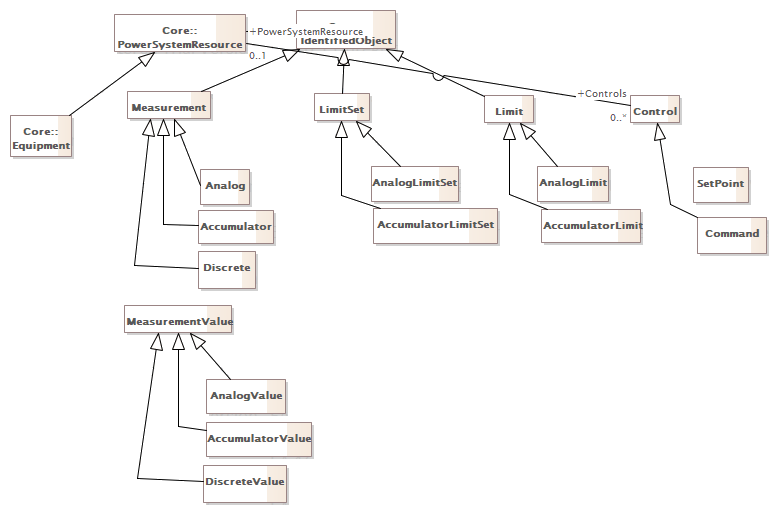 Core::
PowerSystemResource
+PowerSystemResource
IdentifiedObject
0..1
+Controls
0..*
Measurement
LimitSet
Limit
Control
Core::
Equipment
Analog
AnalogLimitSet
AnalogLimit
SetPoint
Accumulator
AccumulatorLimitSet
AccumulatorLimit
Command
Discrete
MeasurementValue
AnalogValue
AccumulatorValue
DiscreteValue